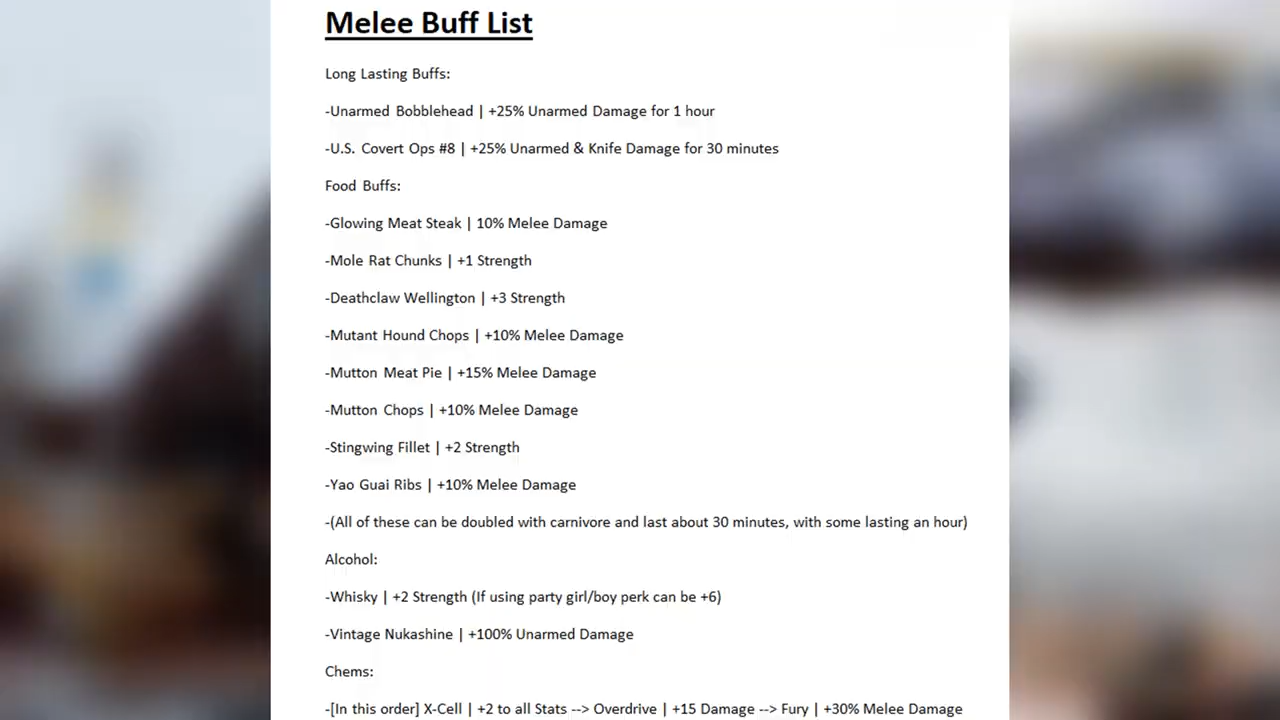 Melee Buff List
Long Lasting Buffs:
-Unarmed Bobblehead | +25% Unarmed Damage for 1 hour
-U.S. Covert Ops #8 | +25% Unarmed & Knife Damage for 30 minutes
Food Buffs:
-Glowing Meat Steak | 10% Melee Damage
-Mole Rat Chunks | +1 Strength
-Deathclaw Wellington | +3 Strength
-Mutant Hound Chops | +10% Melee Damage
-Mutton Meat Pie | +15% Melee Damage
-Mutton Chops | +10% Melee Damage
-Stingwing Fillet | +2 Strength
-Yao Guai Ribs | +10% Melee Damage
-(All of these can be doubled with carnivore and last about 30 minutes, with some lasting an hour)
Alcohol:
-Whisky | +2 Strength (If using party girl/boy perk can be +6)
-Vintage Nukashine | +100% Unarmed Damage
Chems:
-[In this order] X-Cell | +2 to all Stats --> Overdrive | +15 Damage --> Fury | +30% Melee Damage